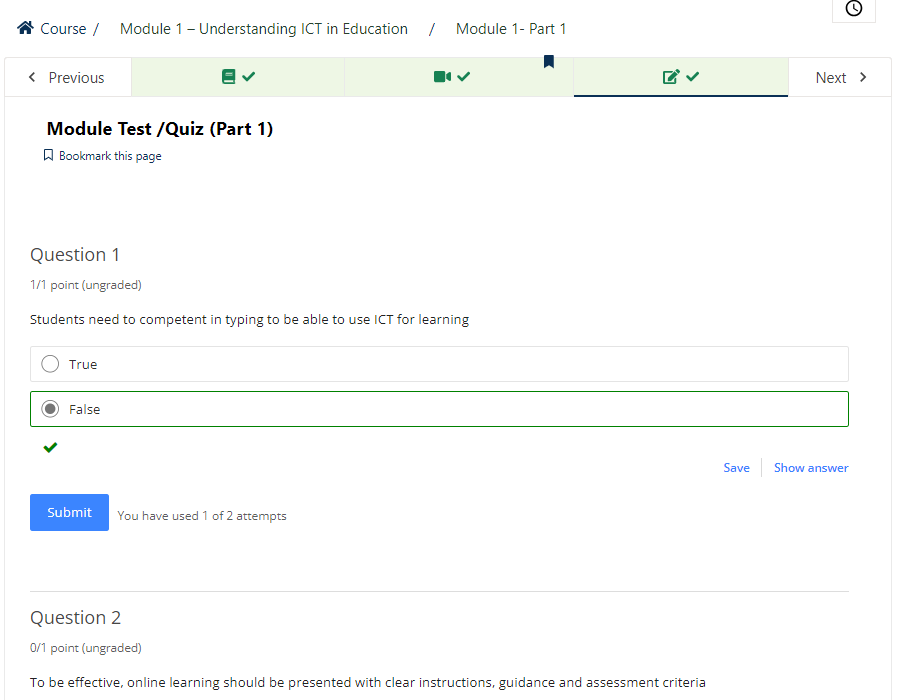 Course / Module 1 – Understanding ICT in Education / Module 1- Part 1
Previous
Next
Module Test /Quiz (Part 1)
Bookmark this page
Question 1
1/1 point (ungraded)
Students need to competent in typing to be able to use ICT for learning
True
False
Save
Show answer
Submit
You have used 1 of 2 attempts
Question 2
0/1 point (ungraded)
To be effective, online learning should be presented with clear instructions, guidance and assessment criteria